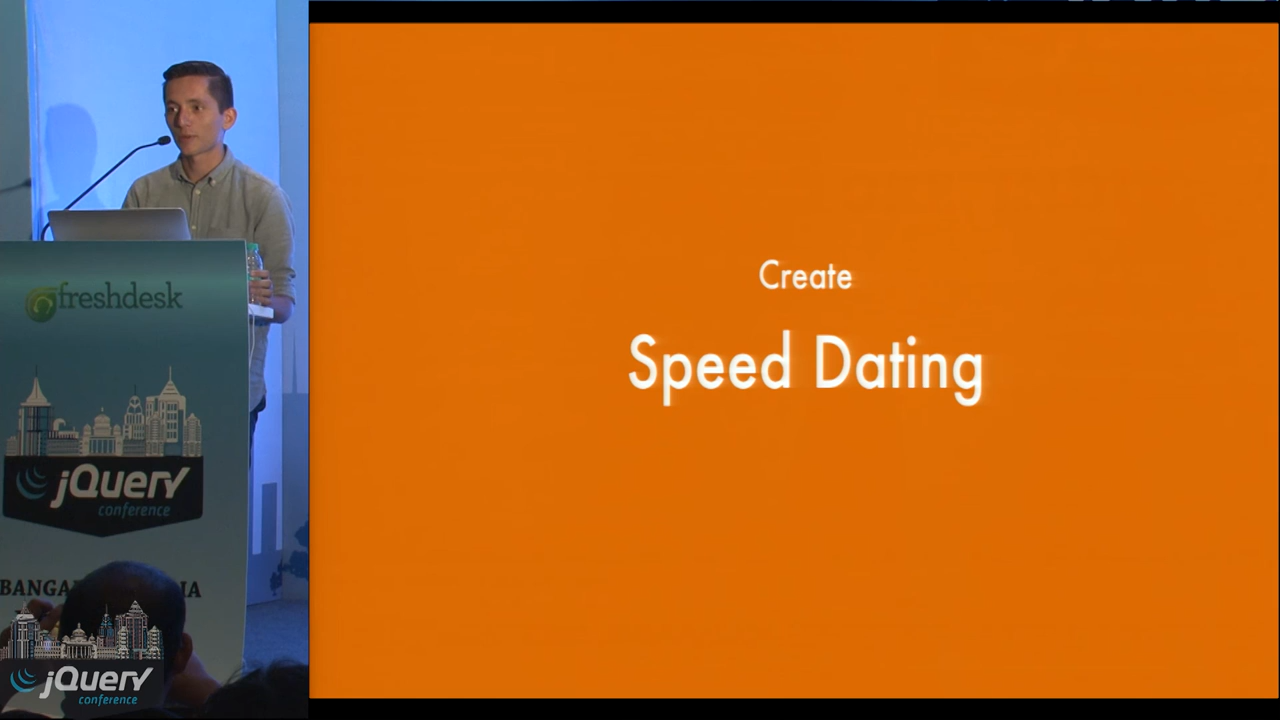 Create
Speed Dating
freshdesk
jQuery
conference
jQuery
conference